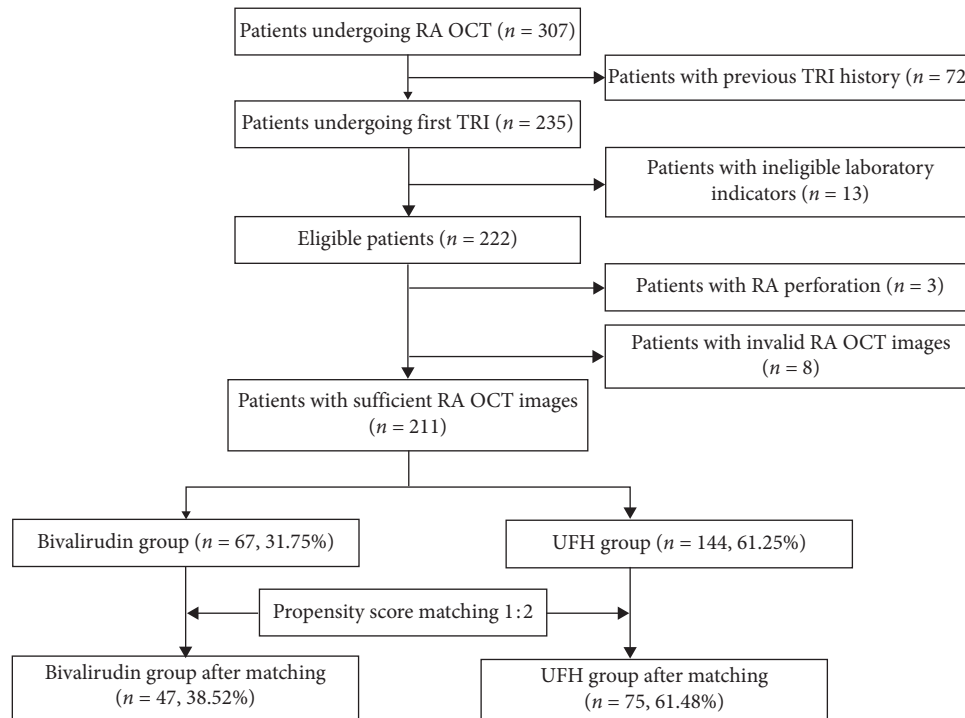 Patients undergoing RA OCT (n = 307)
Patients with previous TRI history (n = 72
Patients undergoing first TRI (n = 235)
Patients with ineligible laboratory
indicators (n = 13)
Eligible patients (n = 222)
Patients with RA perforation (n = 3)
Patients with invalid RA OCT images
(n = 8)
Patients with sufficient RA OCT images
(n = 211)
Bivalirudin group (n = 67, 31.75%)
UFH group (n = 144, 61.25%)
Propensity score matching 1:2
Bivalirudin group after matching
(n = 47, 38.52%)
UFH group after matching
(n = 75, 61.48%)